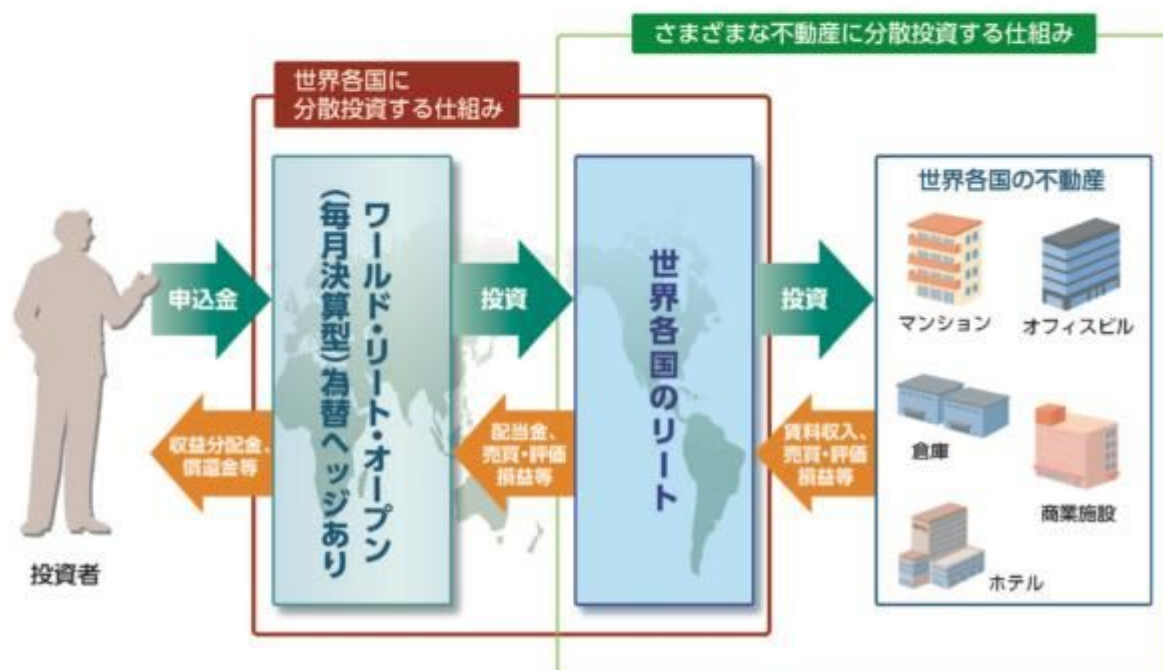 さまざまな不動産に分散投資する仕組み
世界各国に
分散投資する仕組み
投資者
申込金
収益分配金、
償還金等
ワールド・リート・オープン
（毎月決算型）為替ヘッジあり
投資
配当金、
売買・評価
損益等
世界各国のリート
投資
賃料収入、
売買・評価
損益等
世界各国の不動産
マンション
オフィスビル
倉庫
商業施設
ホテル